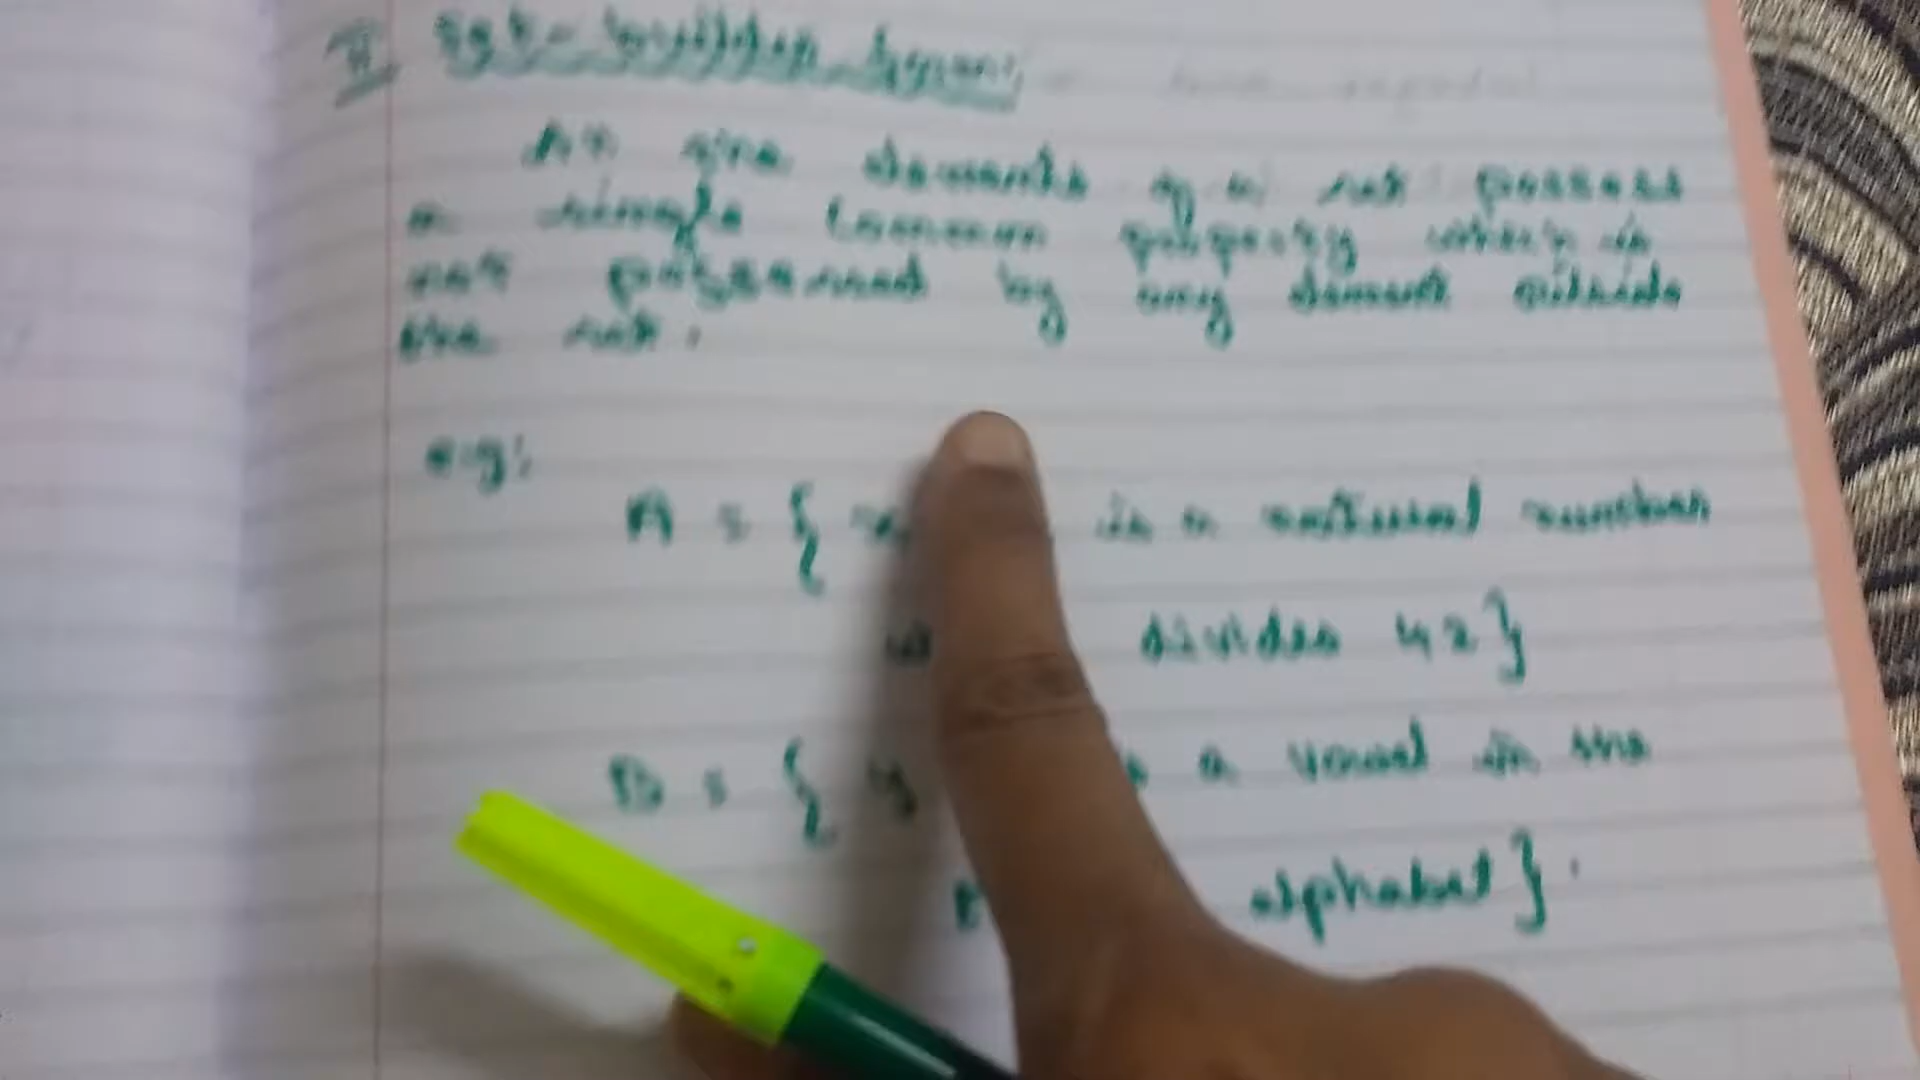 II Set-builder form:
All the elements of a set possess
a single common property which is
not possessed by any element outside
the set.
e.g:
A = { x is a natural number
divides 42}
B = { y a vowel in the
alphabet}.